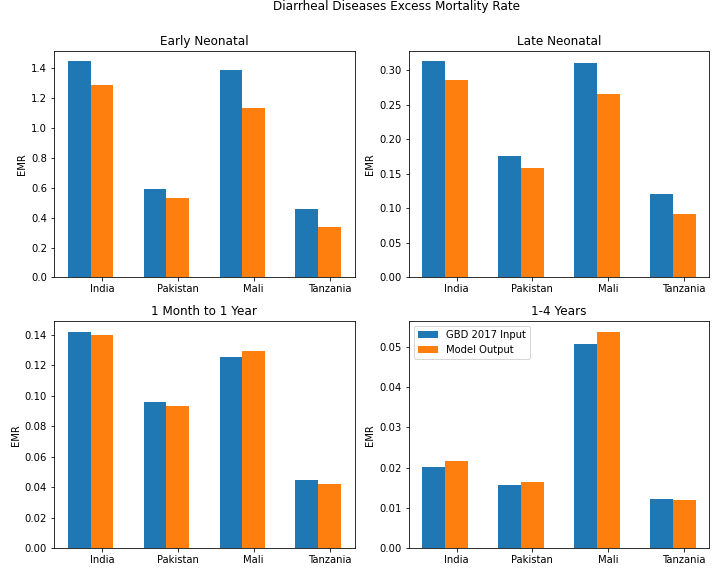 Diarrheal Diseases Excess Mortality Rate
Early Neonatal
EMR
1.4
1.2
1.0
0.8
0.6
0.4
0.2
0.0
India Pakistan Mali Tanzania
Late Neonatal
EMR
0.30
0.25
0.20
0.15
0.10
0.05
0.00
India Pakistan Mali Tanzania
1 Month to 1 Year
EMR
0.14
0.12
0.10
0.08
0.06
0.04
0.02
0.00
India Pakistan Mali Tanzania
1-4 Years
GBD 2017 Input
Model Output
EMR
0.05
0.04
0.03
0.02
0.01
0.00
India Pakistan Mali Tanzania